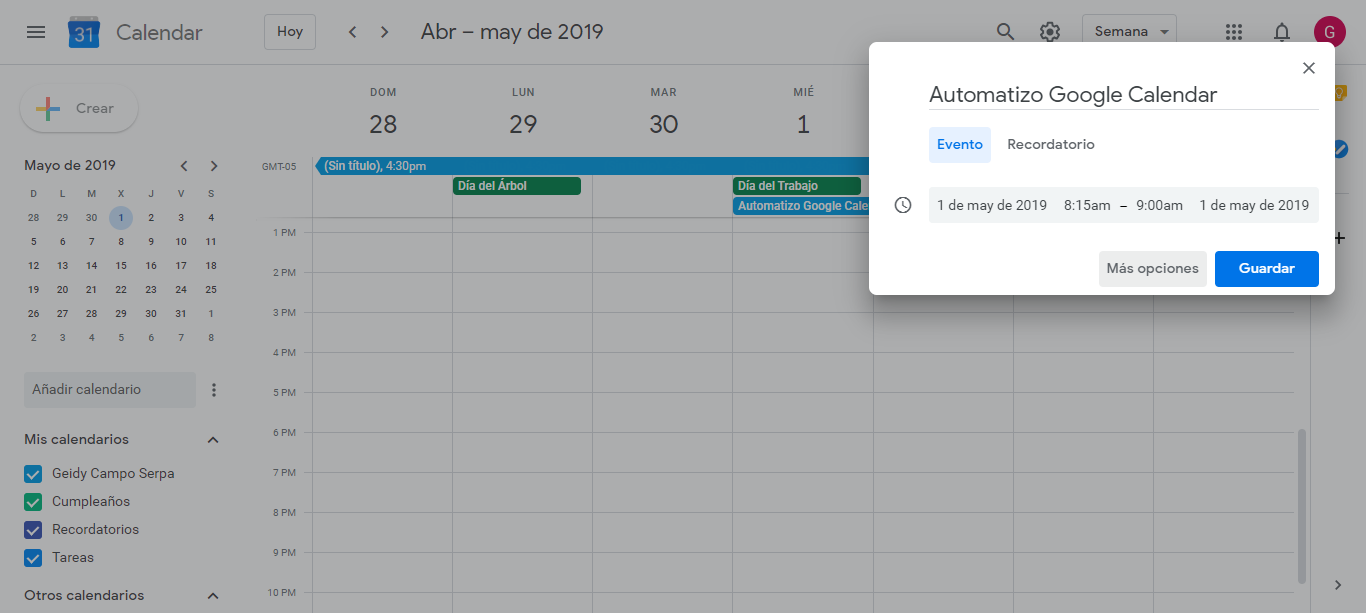 31 Calendar Hoy Abr – may de 2019 Semana G
Crear
Mayo de 2019
D L M X J V S
28 29 30 1 2 3 4
5 6 7 8 9 10 11
12 13 14 15 16 17 18
19 20 21 22 23 24 25
26 27 28 29 30 31 1
2 3 4 5 6 7 8
Añadir calendario
Mis calendarios
Geidy Campo Serpa
Cumpleaños
Recordatorios
Tareas
Otros calendarios
DOM LUN MAR MIÉ
28 29 30 1
GMT-05 (Sin título), 4:30pm
Día del Árbol Día del Trabajo
Automatizo Google Cale
1 PM
2 PM
3 PM
4 PM
5 PM
6 PM
7 PM
8 PM
9 PM
10 PM
Automatizo Google Calendar
Evento Recordatorio
1 de may de 2019 8:15am – 9:00am 1 de may de 2019
Más opciones Guardar